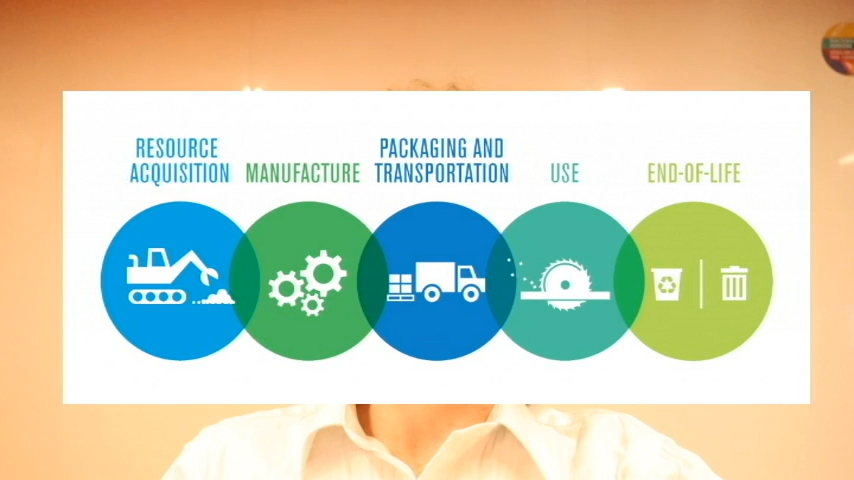 RESOURCE
ACQUISITION
MANUFACTURE
PACKAGING AND
TRANSPORTATION
USE
END-OF-LIFE